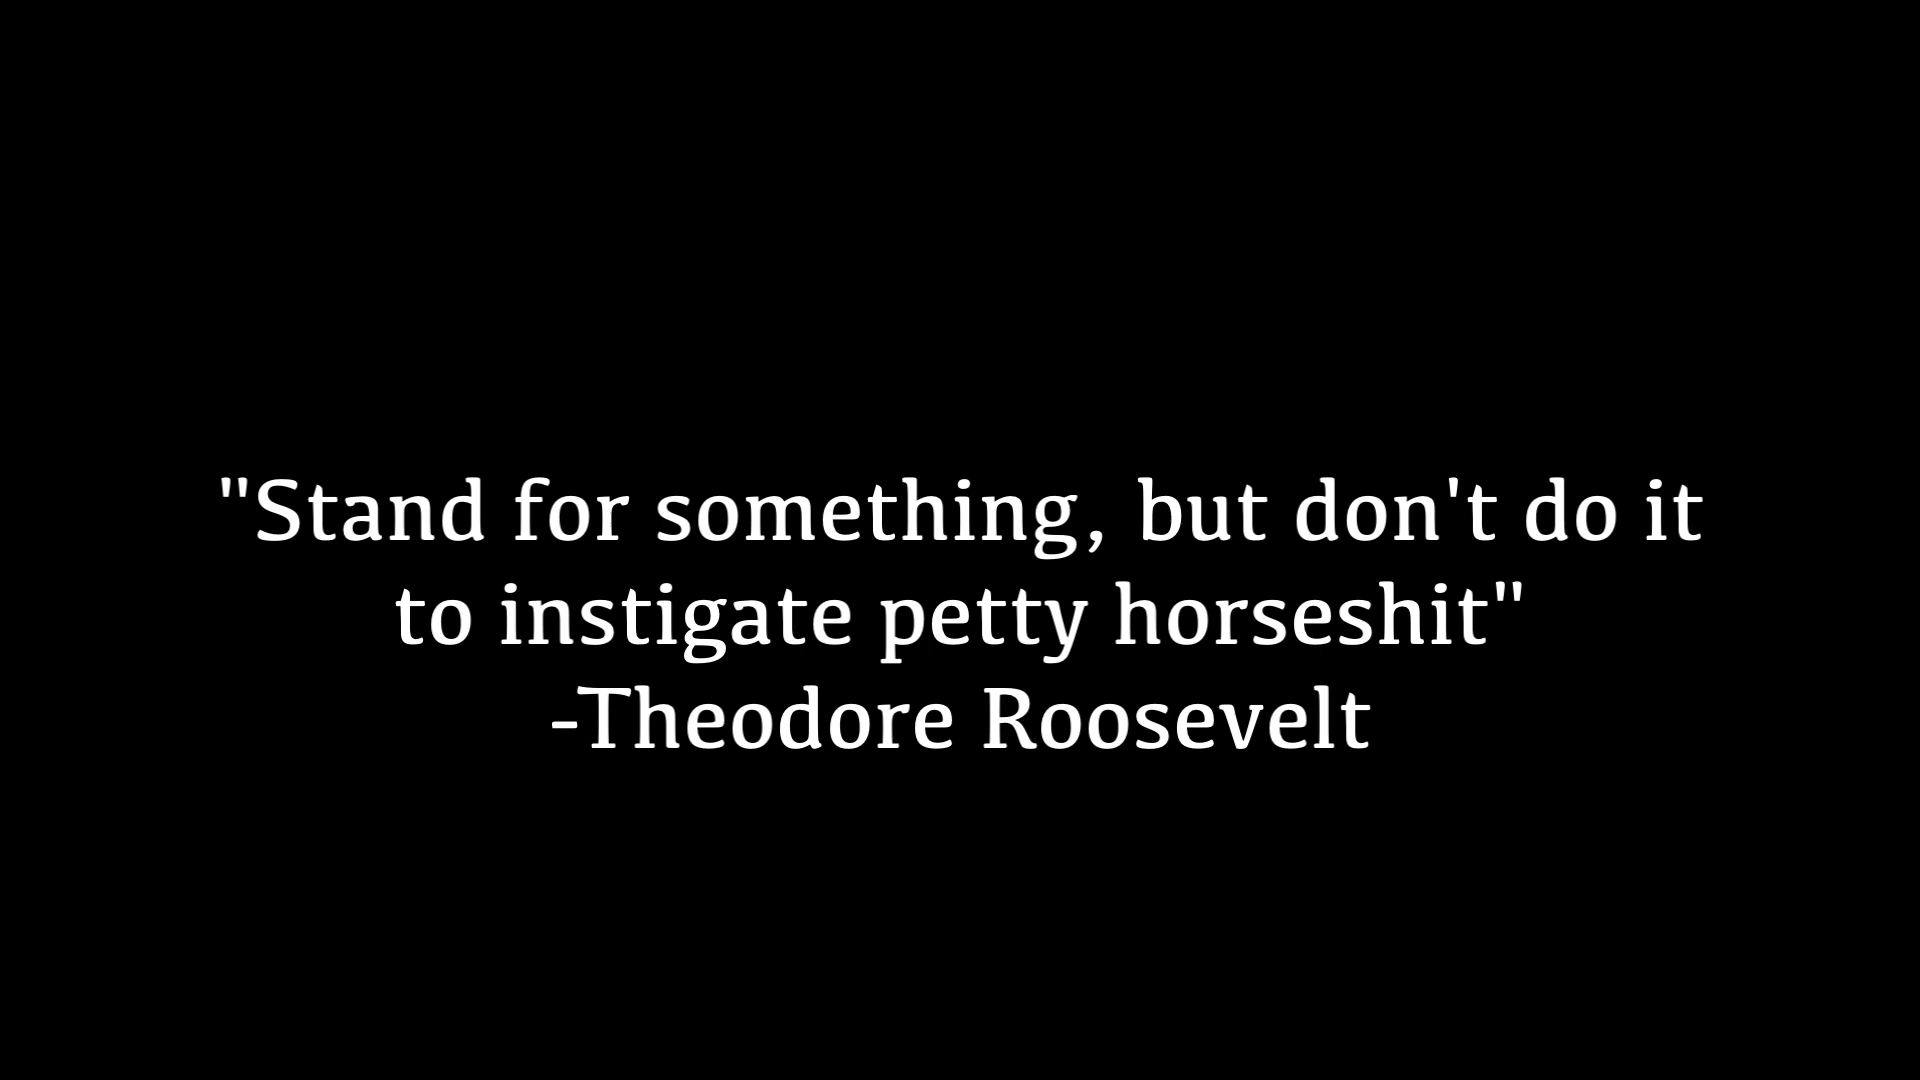 "Stand for something, but don't do it
to instigate petty horseshit"
-Theodore Roosevelt